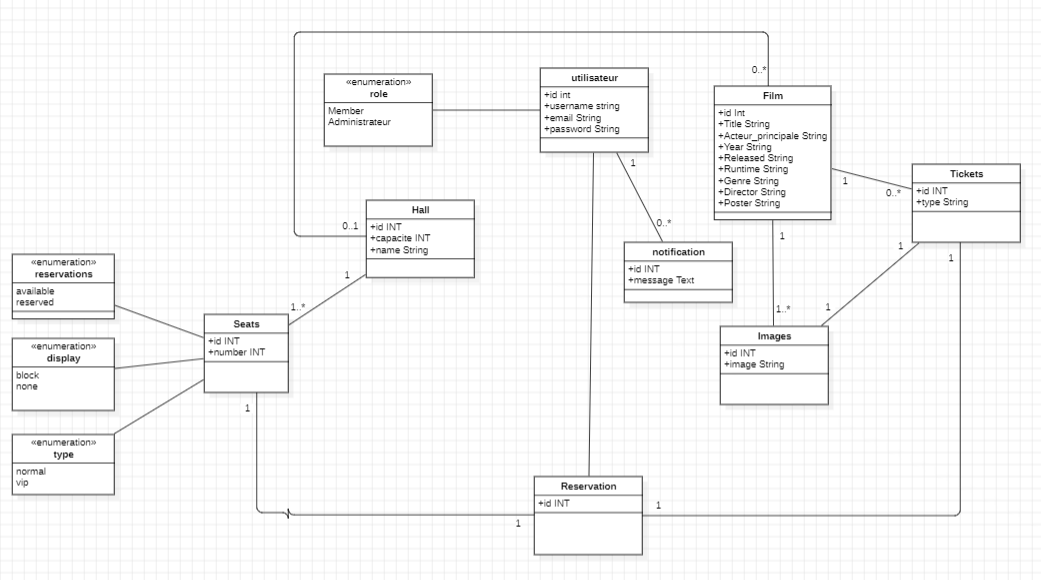 0..*
«enumeration»
role
Member
Administrateur
utilisateur
+id int
+username string
+email String
+password String
1
0..*
Film
+id Int
+Title String
+Acteur_principale String
+Year String
+Released String
+Runtime String
+Genre String
+Director String
+Poster String
1
0..*
1
1..*
Tickets
+id INT
+type String
1
1
1
Hall
+id INT
+capacite INT
+name String
0..1
1
1..*
notification
+id INT
+message Text
«enumeration»
reservations
available
reserved
«enumeration»
display
block
none
«enumeration»
type
normal
vip
Seats
+id INT
+number INT
1
Images
+id INT
+image String
Reservation
+id INT
1
1